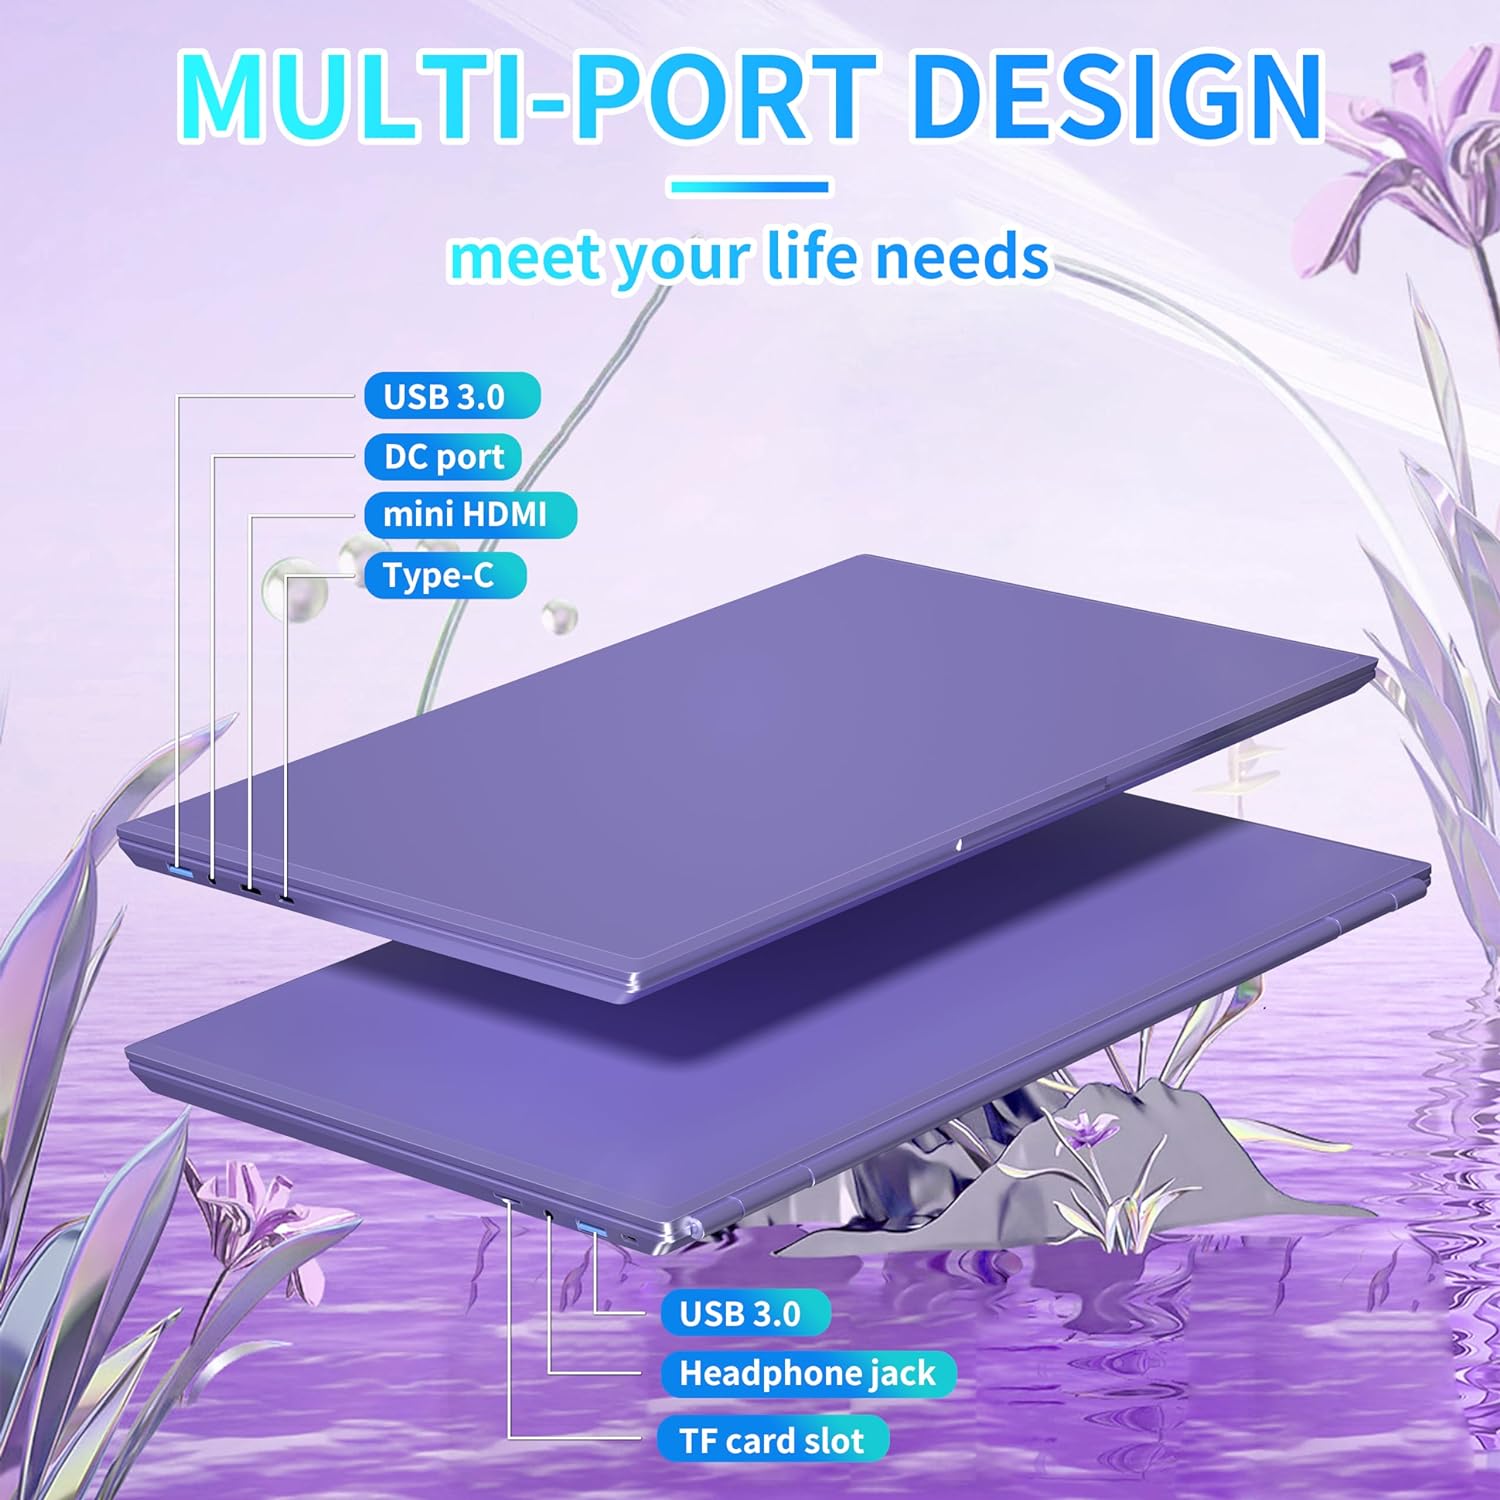 MULTI-PORT DESIGN
meet your life needs
USB 3.0
DC port
mini HDMI
Type-C
USB 3.0
Headphone jack
TF card slot